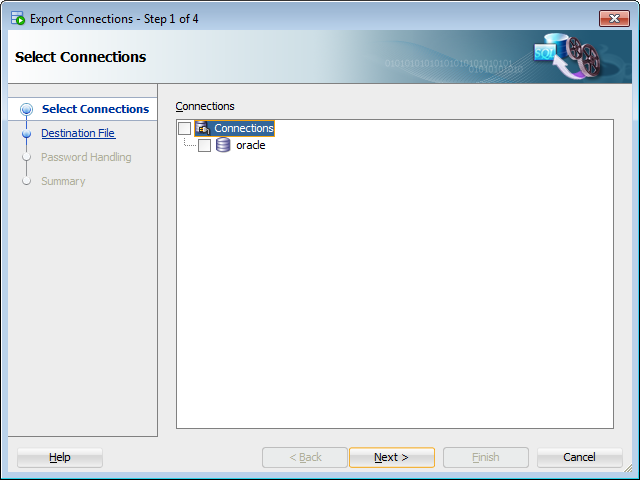 Export Connections - Step 1 of 4
Select Connections
SQL
Select Connections
Destination File
Password Handling
Summary
Connections
Connections
oracle
Help
< Back
Next >
Finish
Cancel